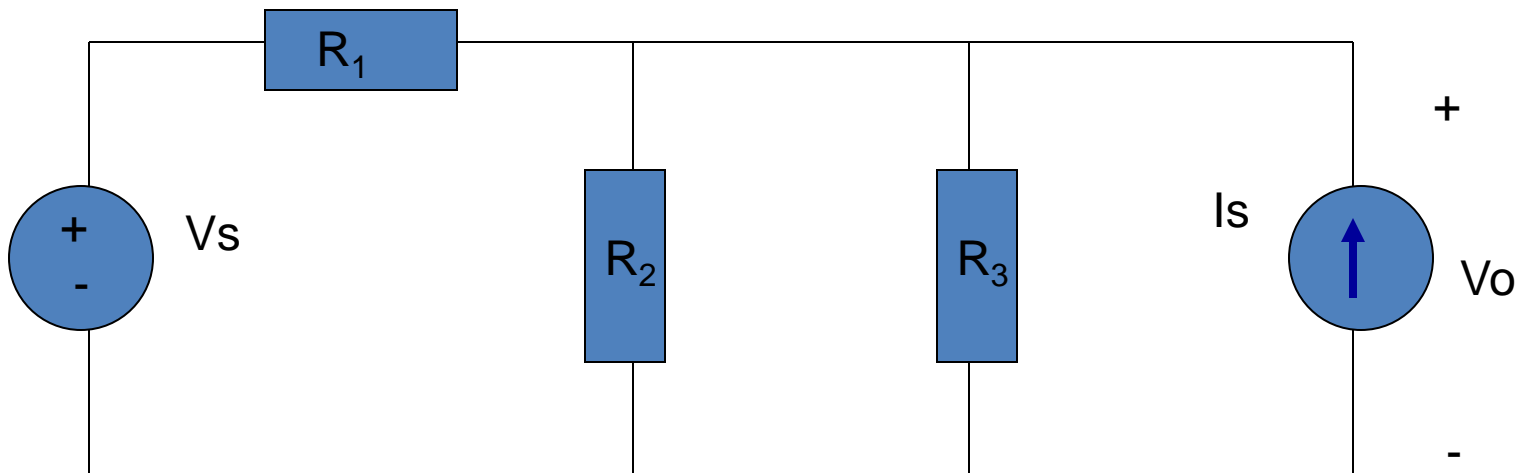 R₁
+
+
-
Vs
R₂
R₃
Is
Vo
-